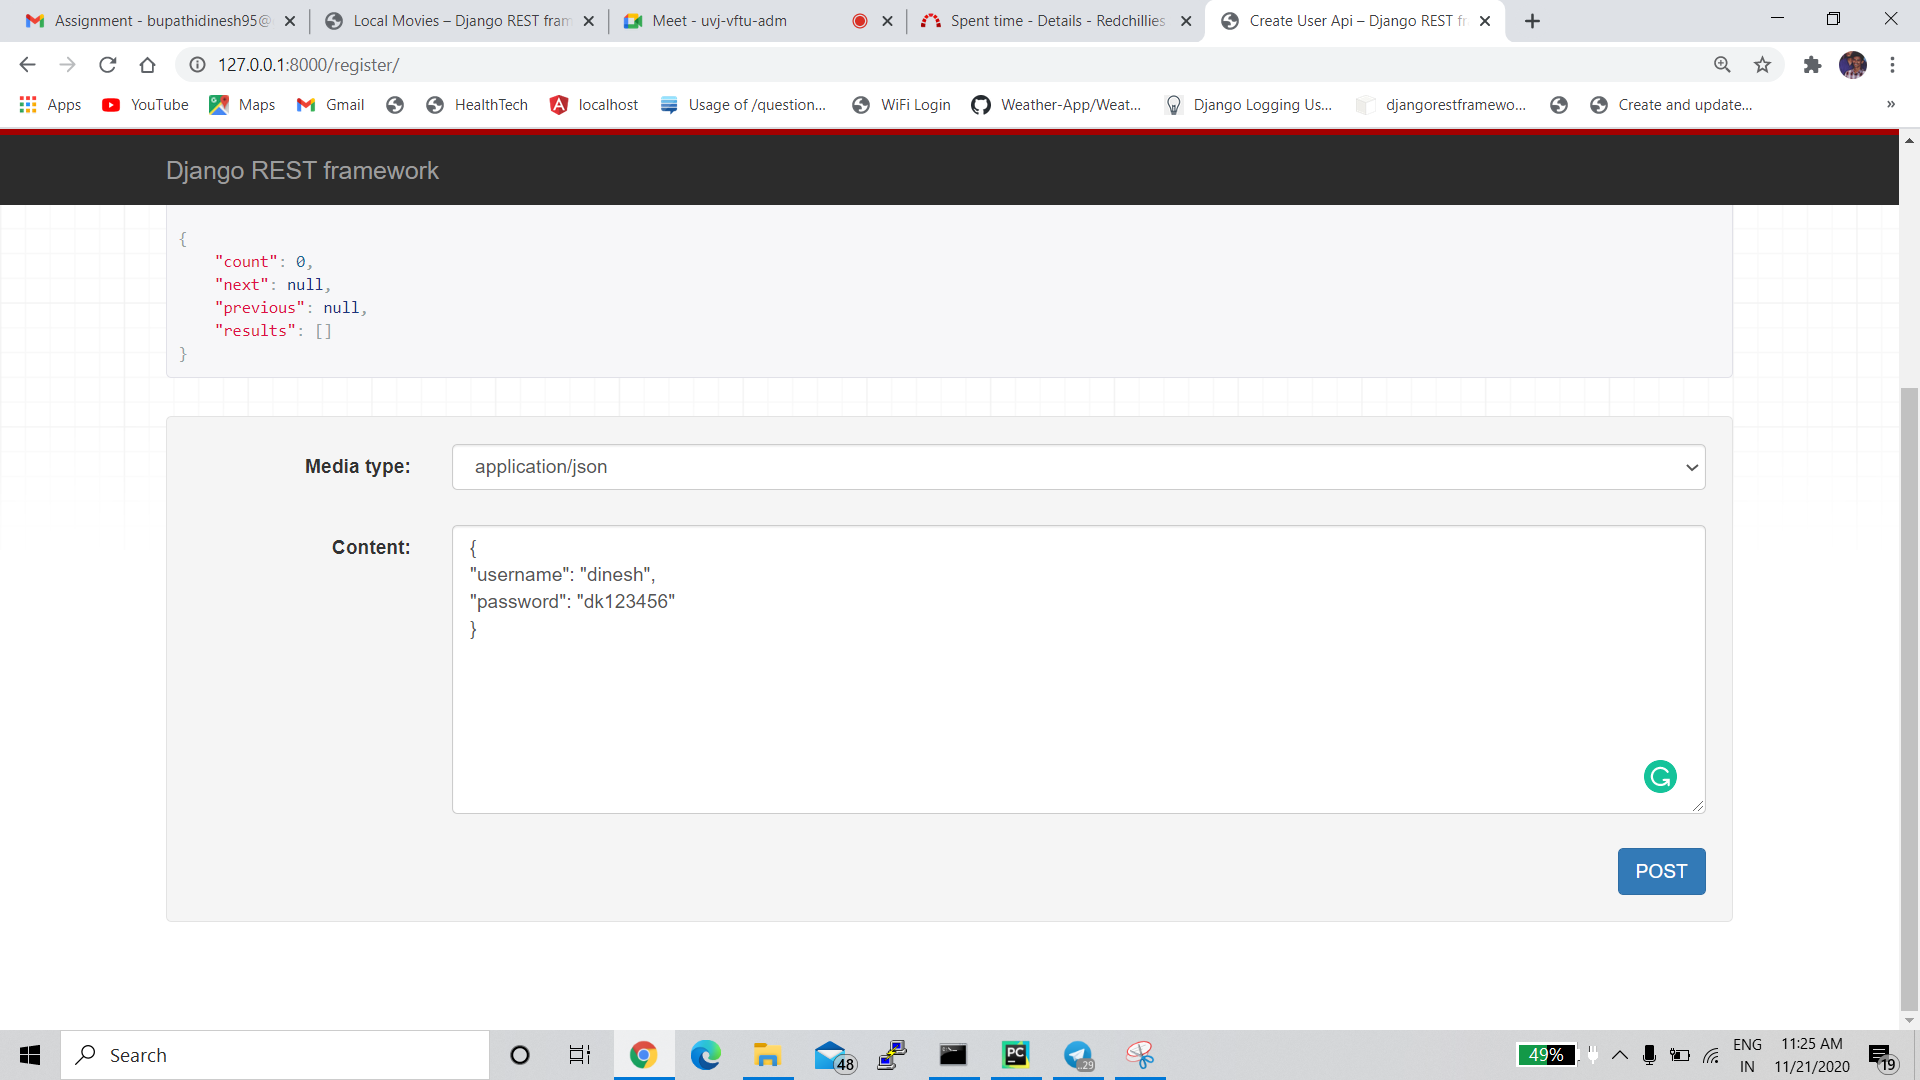 Assignment - bupathidinesh95@
Local Movies – Django REST fram
Meet - uvj-vftu-adm
Spent time - Details - Redchillies
Create User Api – Django REST fr
127.0.0.1:8000/register/
Apps
YouTube
Maps
Gmail
HealthTech
localhost
Usage of /question...
WiFi Login
Weather-App/Weat...
Django Logging Us...
djangorestframewo...
Create and update...
»
Django REST framework
{
"count": 0,
"next": null,
"previous": null,
"results": []
}
Media type:
application/json
Content:
{
"username": "dinesh",
"password": "dk123456"
}
POST
Search
48
PC
29
49%
ENG
IN
11:25 AM
11/21/2020
19